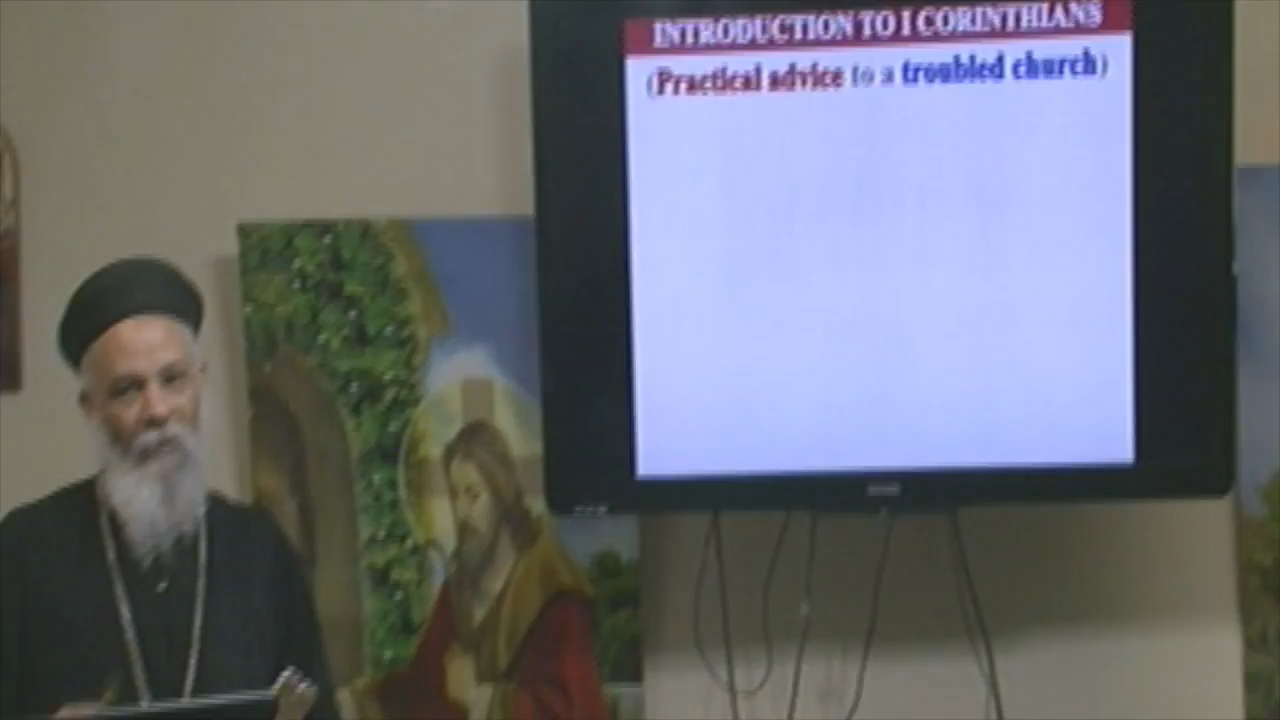 INTRODUCTION TO I CORINTHIANS
(Practical advice to a troubled church)